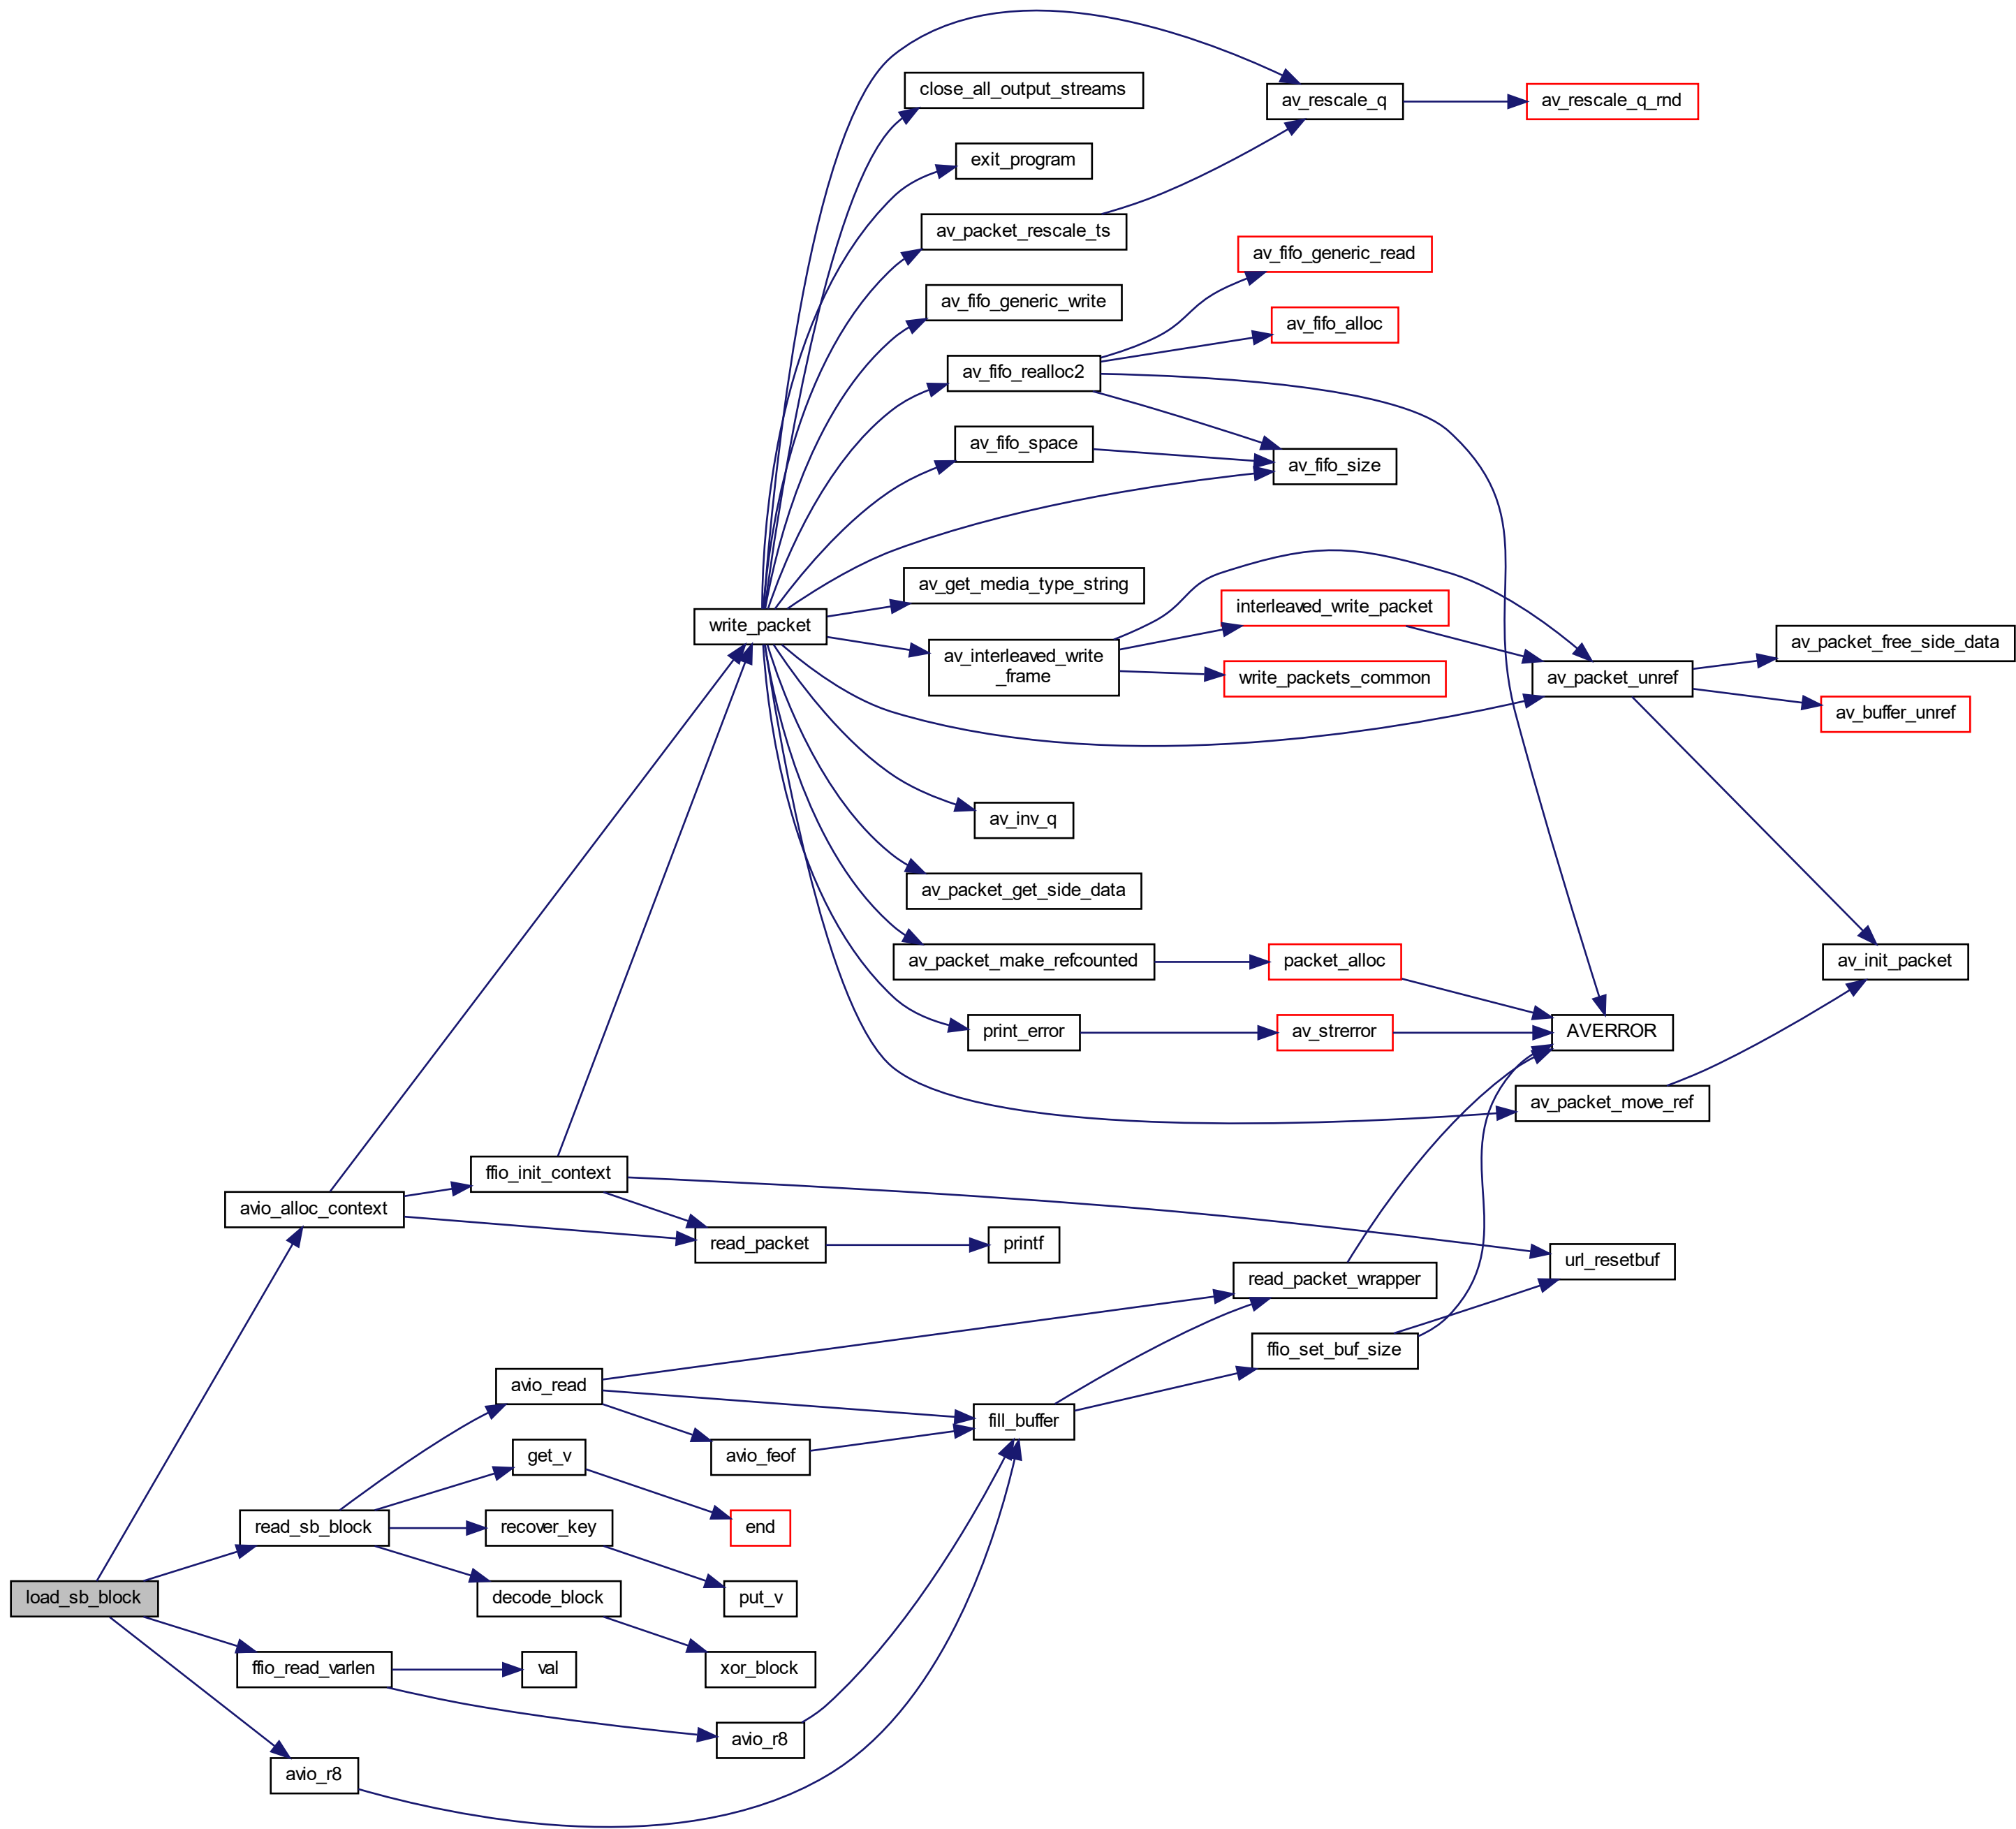 close_all_output_streams
av_rescale_q
av_rescale_q_rnd
exit_program
av_packet_rescale_ts
av_fifo_generic_read
av_fifo_generic_write
av_fifo_alloc
av_fifo_realloc2
av_fifo_space
av_fifo_size
av_get_media_type_string
write_packet
interleaved_write_packet
av_interleaved_write
_frame
av_packet_free_side_data
write_packets_common
av_packet_unref
av_buffer_unref
av_inv_q
av_packet_get_side_data
av_packet_make_refcounted
packet_alloc
av_init_packet
print_error
av_strerror
AVERROR
av_packet_move_ref
ffio_init_context
avio_alloc_context
read_packet
printf
url_resetbuf
read_packet_wrapper
ffio_set_buf_size
avio_read
fill_buffer
get_v
avio_feof
read_sb_block
recover_key
end
load_sb_block
decode_block
put_v
ffio_read_varlen
val
xor_block
avio_r8
avio_r8